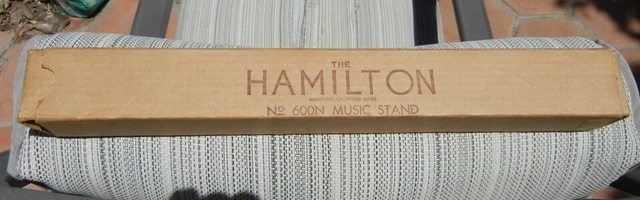 THE
HAMILTON
Nº 600N MUSIC STAND